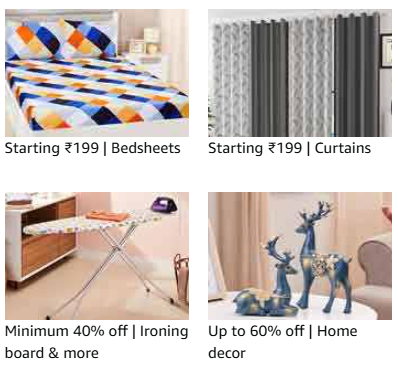 Starting ₹199 | Bedsheets
Starting ₹199 | Curtains
Minimum 40% off | Ironing
board & more
Up to 60% off | Home
decor